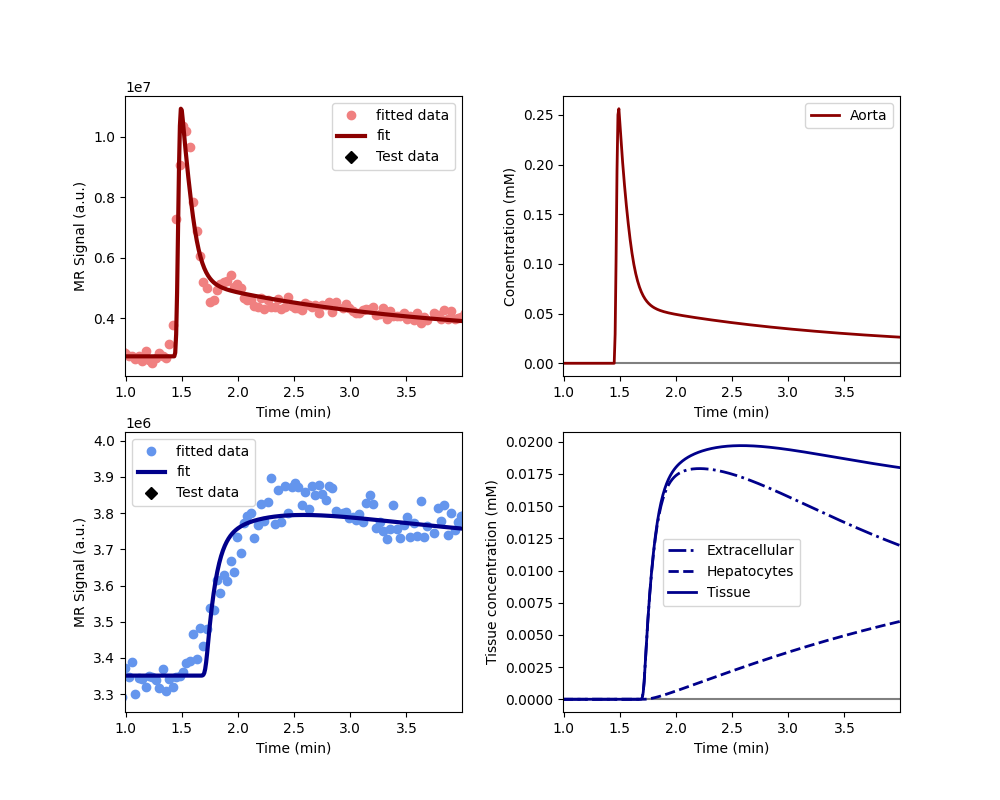 1e7
MR Signal (a.u.)
1.0
0.8
0.6
0.4
fitted data
fit
Test data
1.0 1.5 2.0 2.5 3.0 3.5
Time (min)
Concentration (mM)
0.25
0.20
0.15
0.10
0.05
0.00
Aorta
1.0 1.5 2.0 2.5 3.0 3.5
Time (min)
1e6
MR Signal (a.u.)
4.0
3.9
3.8
3.7
3.6
3.5
3.4
3.3
fitted data
fit
Test data
1.0 1.5 2.0 2.5 3.0 3.5
Time (min)
Tissue concentration (mM)
0.0200
0.0175
0.0150
0.0125
0.0100
0.0075
0.0050
0.0025
0.0000
Extracellular
Hepatocytes
Tissue
1.0 1.5 2.0 2.5 3.0 3.5
Time (min)